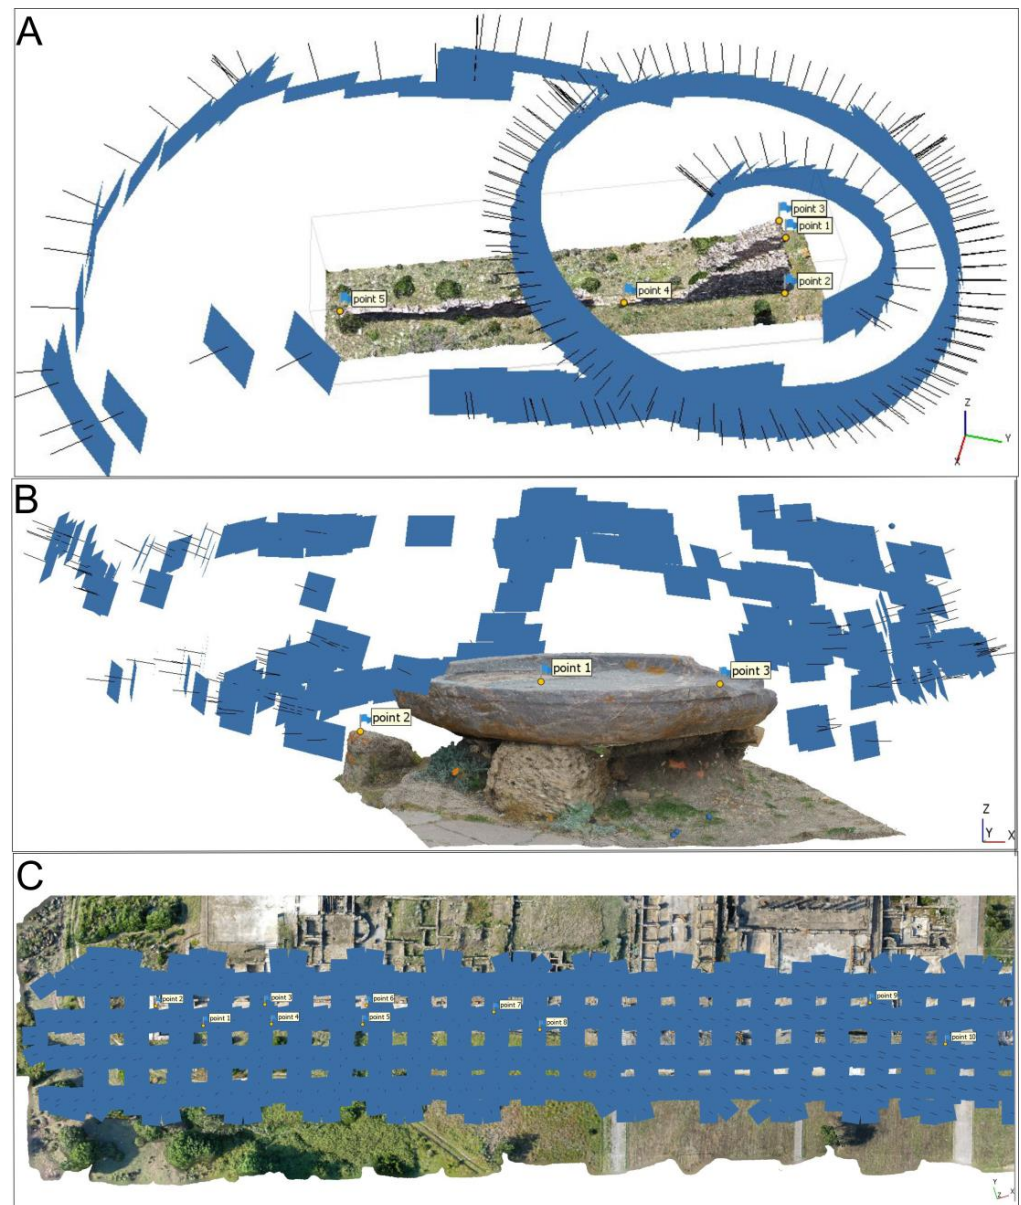 A
point 3
point 1
point 2
point 4
point 5
Z
Y
X
B
point 1
point 3
point 2
Z
Y
X
C
point 2
point 3
point 6
point 9
point 7
point 1
point 4
point 5
point 8
point 10
Y
Z
X